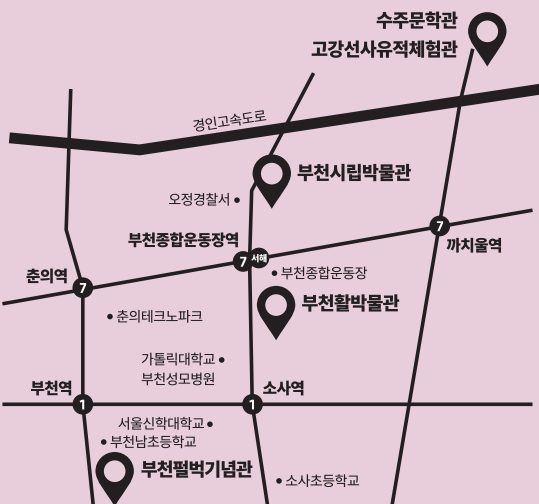 수주문학관
고강선사유적체험관
경인고속도로
부천시립박물관
오정경찰서
부천종합운동장역
7
서해
7
까치울역
춘의역
7
부천종합운동장
부천활박물관
춘의테크노파크
가톨릭대학교
부천성모병원
부천역
1
소사역
1
서울신학대학교
부천남초등학교
부천펄벅기념관
소사초등학교